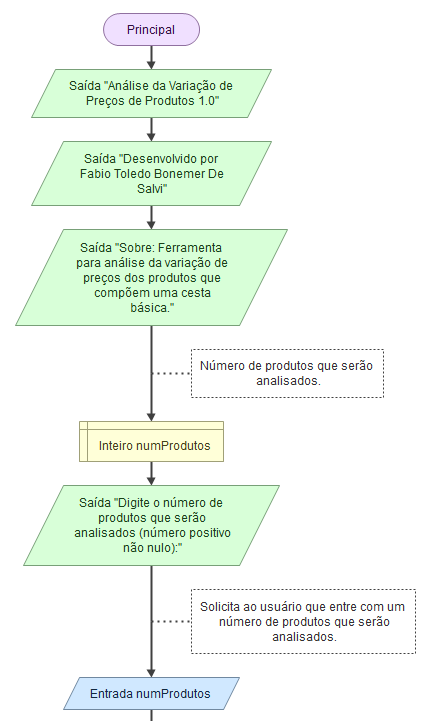 Principal
Saída "Análise da Variação de
Preços de Produtos 1.0"
Saída "Desenvolvido por
Fabio Toledo Bonemer De
Salvi"
Saída "Sobre: Ferramenta
para análise da variação de
preços dos produtos que
compõem uma cesta
básica."
Número de produtos que serão
analisados.
Inteiro numProdutos
Saída "Digite o número de
produtos que serão
analisados (número positivo
não nulo):"
Solicita ao usuário que entre com um
número de produtos que serão
analisados.
Entrada numProdutos